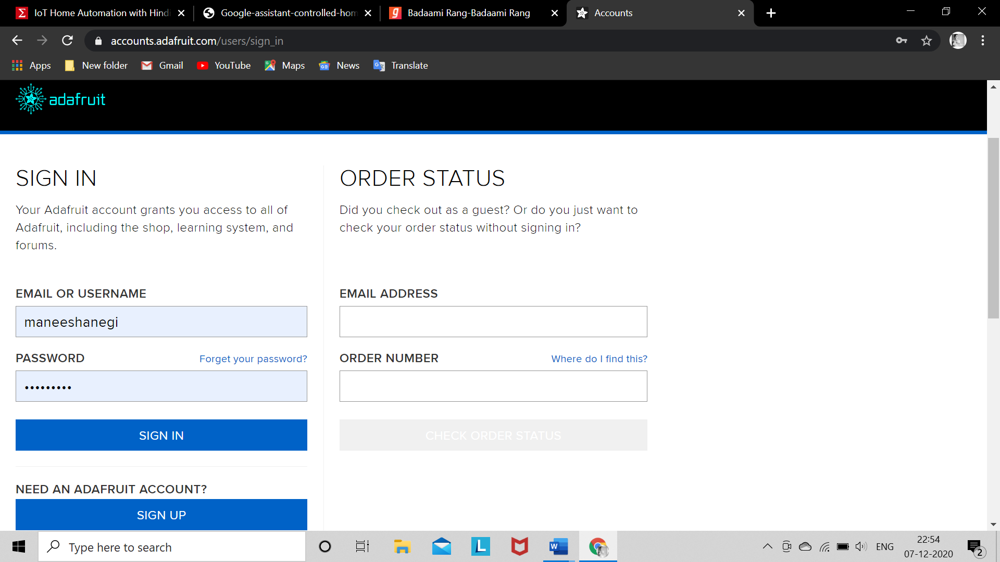 IoT Home Automation with Hindi
Google-assistant-controlled-hom
Badaami Rang-Badaami Rang
Accounts
accounts.adafruit.com/users/sign_in
Apps
New folder
Gmail
YouTube
Maps
News
Translate
adafruit
SIGN IN
Your Adafruit account grants you access to all of
Adafruit, including the shop, learning system, and
forums.
EMAIL OR USERNAME
maneeshanegi
PASSWORD
Forget your password?
•••••••••
SIGN IN
NEED AN ADAFRUIT ACCOUNT?
SIGN UP
ORDER STATUS
Did you check out as a guest? Or do you just want to
check your order status without signing in?
EMAIL ADDRESS
ORDER NUMBER
Where do I find this?
CHECK ORDER STATUS
Type here to search
ENG
22:54
07-12-2020
2